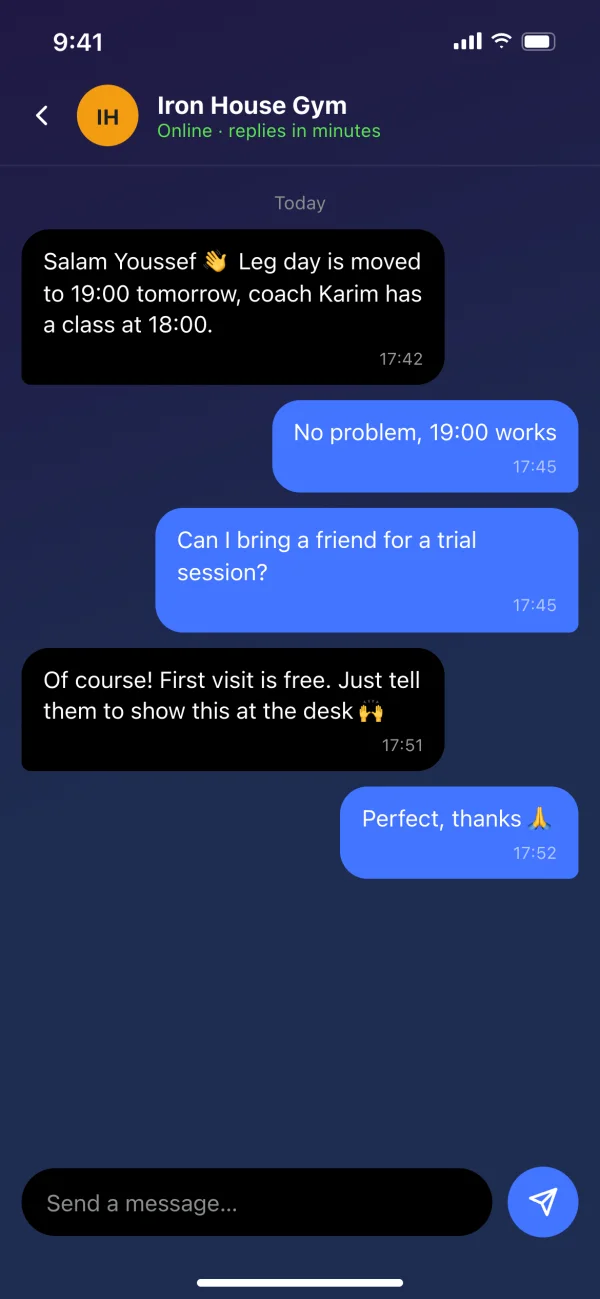 9:41
IH
Iron House Gym
Online · replies in minutes
Today
Salam Youssef 👋 Leg day is moved
to 19:00 tomorrow, coach Karim has
a class at 18:00.
17:42
No problem, 19:00 works
17:45
Can I bring a friend for a trial
session?
17:45
Of course! First visit is free. Just tell
them to show this at the desk 🙌
17:51
Perfect, thanks 🙏
17:52
Send a message...